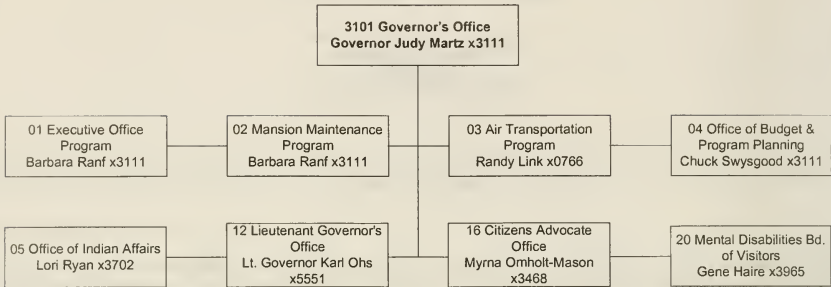 3101 Governor's Office
Governor Judy Martz x3111
01 Executive Office
Program
Barbara Ranf x3111
02 Mansion Maintenance
Program
Barbara Ranf x3111
03 Air Transportation
Program
Randy Link x0766
04 Office of Budget &
Program Planning
Chuck Swysgood x3111
05 Office of Indian Affairs
Lori Ryan x3702
12 Lieutenant Governor's
Office
Lt. Governor Karl Ohs
x5551
16 Citizens Advocate
Office
Myrna Omholt-Mason
x3468
20 Mental Disabilities Bd.
of Visitors
Gene Haire x3965